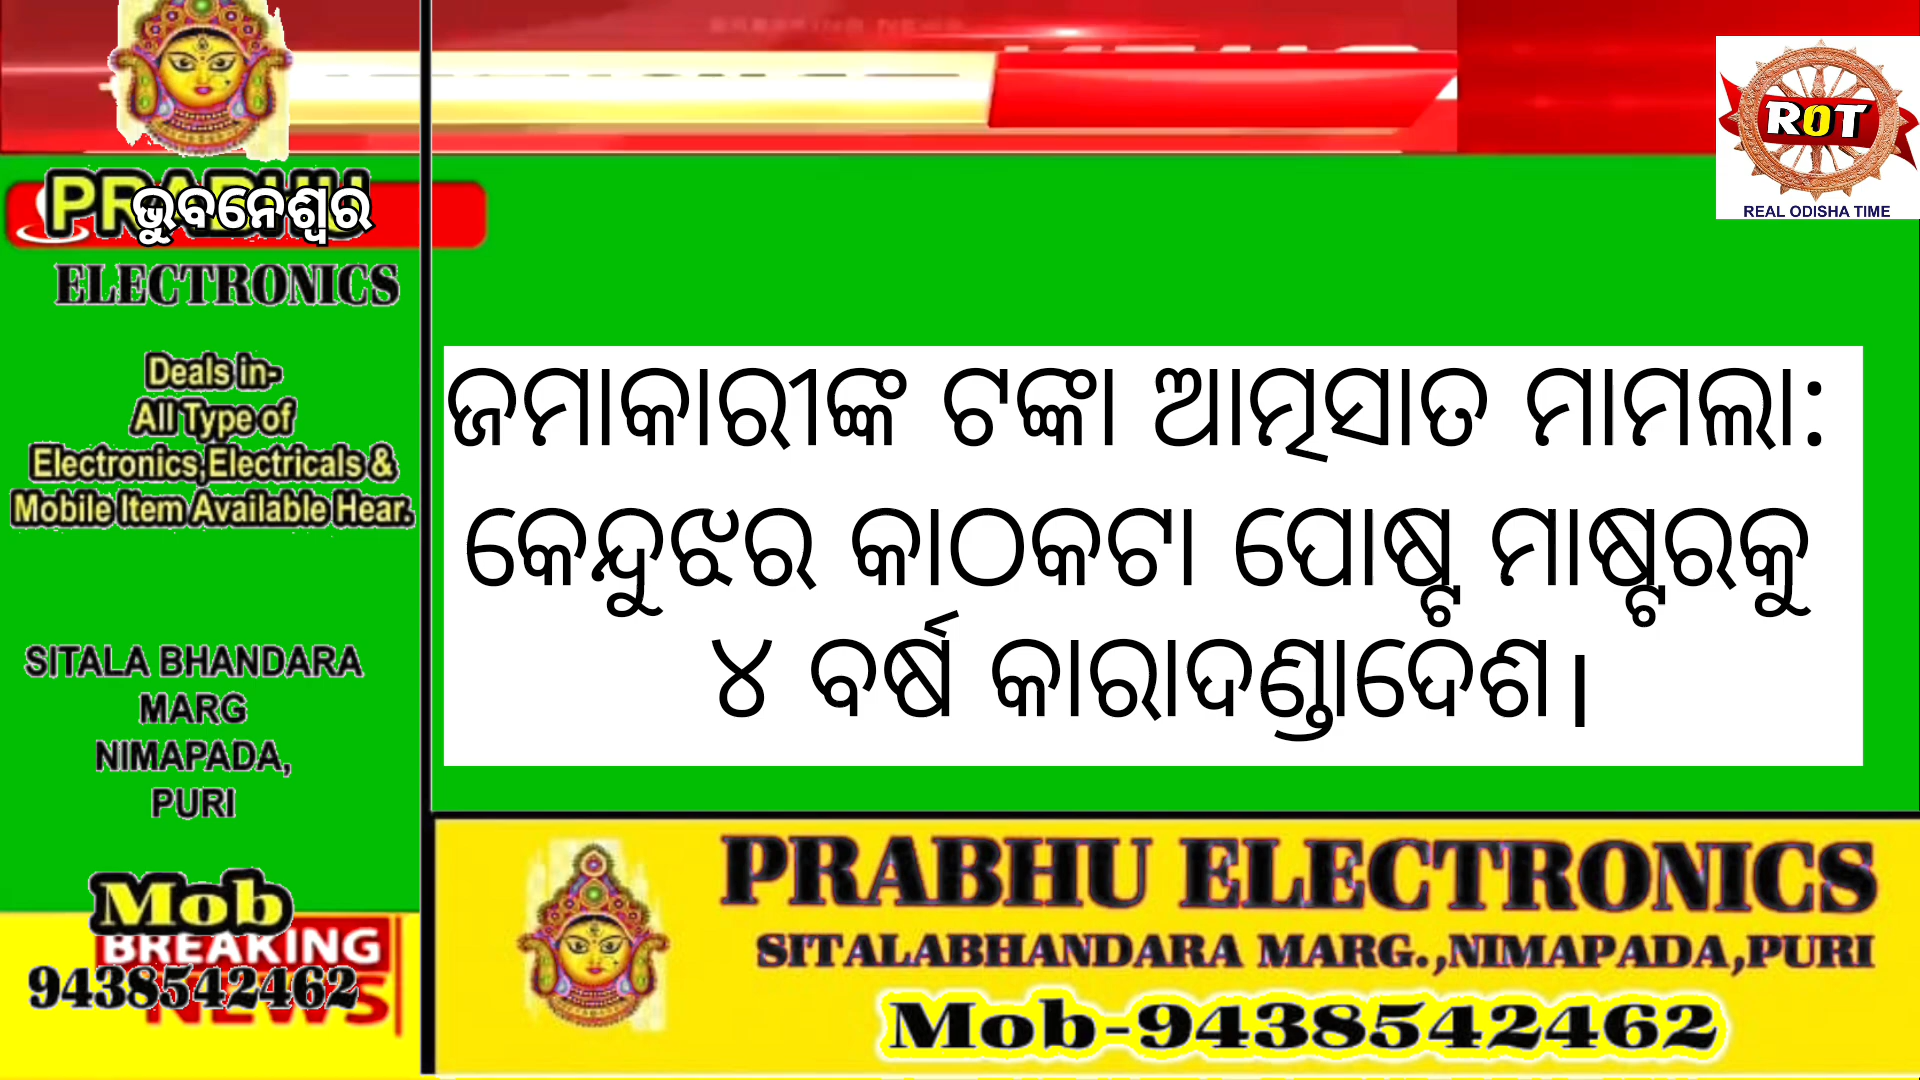 ROT
REAL ODISHA TIME
ଭୁବନେଶ୍ୱର
ELECTRONICS
Deals in-
All Type of
Electronics,Electricals &
Mobile Item Available Hear.
SITALA BHANDARA
MARG
NIMAPADA,
PURI
Mob
BREAKING
9438542462
NEWS
ଜମାକାରୀଙ୍କ ଟଙ୍କା ଆତ୍ମସାତ ମାମଲା:
କେନ୍ଦୁଝର କାଠକଟା ପୋଷ୍ଟ ମାଷ୍ଟରକୁ
୪ ବର୍ଷ କାରାଦଣ୍ଡାଦେଶ।
PRABHU ELECTRONICS
SITALABHANDARA MARG.,NIMAPADA,PURI
Mob-9438542462